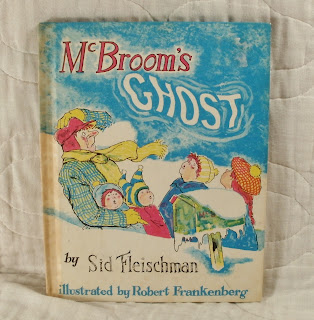 McBroom's
GHOST
by Sid Fleischman
illustrated by Robert Frankenberg